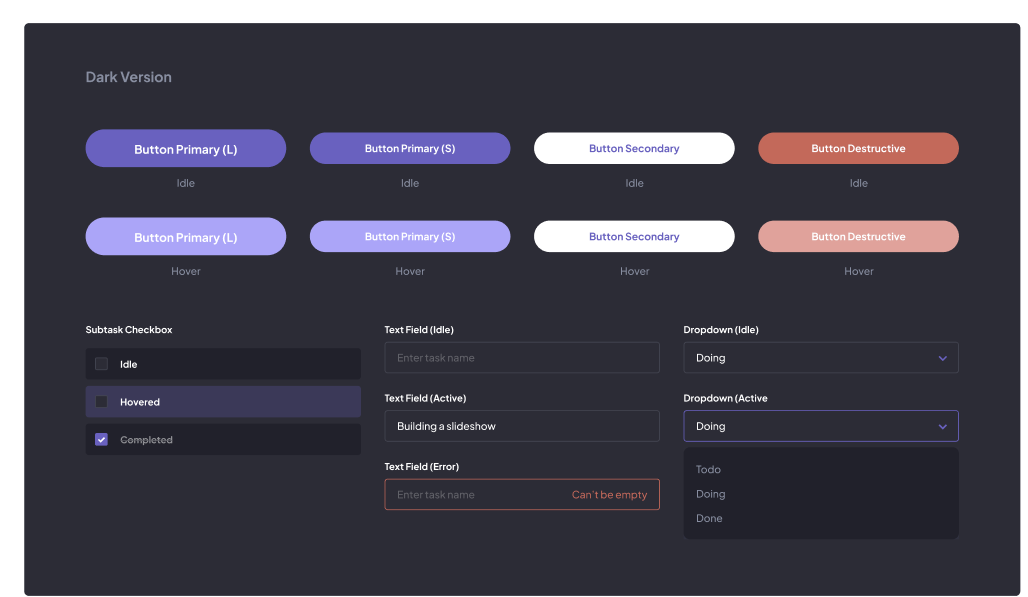 Dark Version
Button Primary (L)
Button Primary (S)
Button Secondary
Button Destructive
Idle
Idle
Idle
Idle
Button Primary (L)
Button Primary (S)
Button Secondary
Button Destructive
Hover
Hover
Hover
Hover
Subtask Checkbox
Idle
Hovered
Completed
Text Field (Idle)
Enter task name
Text Field (Active)
Building a slideshow
Text Field (Error)
Enter task name
Can't be empty
Dropdown (Idle)
Doing
Dropdown (Active
Doing
Todo
Doing
Done